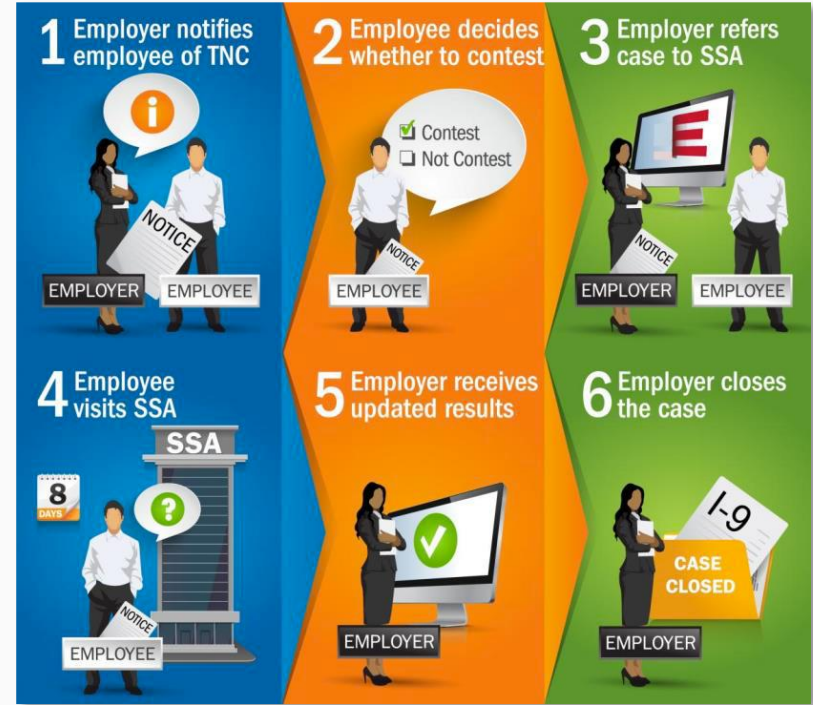 1 Employer notifies
employee of TNC
i
NOTICE
EMPLOYER
EMPLOYEE
2 Employee decides
whether to contest
Contest
Not Contest
NOTICE
EMPLOYEE
3 Employer refers
case to SSA
E
NOTICE
EMPLOYER
EMPLOYEE
4 Employee
visits SSA
SSA
8
DAYS
?
NOTICE
EMPLOYEE
5 Employer receives
updated results
EMPLOYER
6 Employer closes
the case
I-9
CASE
CLOSED
EMPLOYER